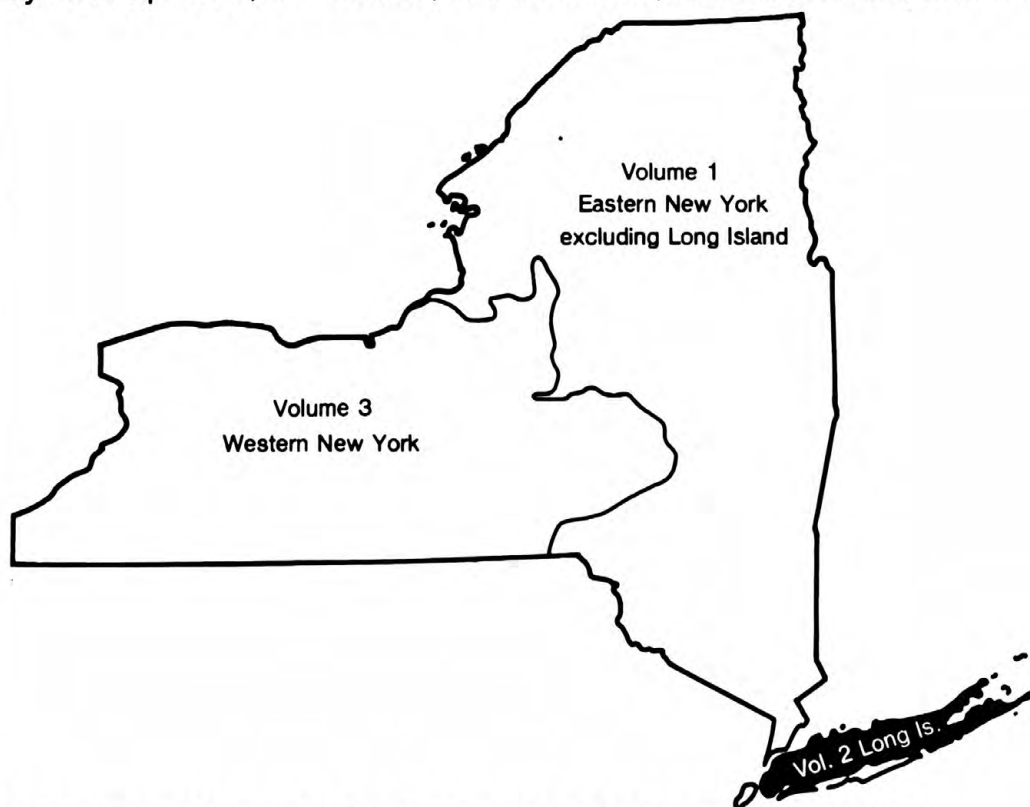 Volume 1
Eastern New York
excluding Long Island
Volume 3
Western New York
Vol. 2 Long Is.